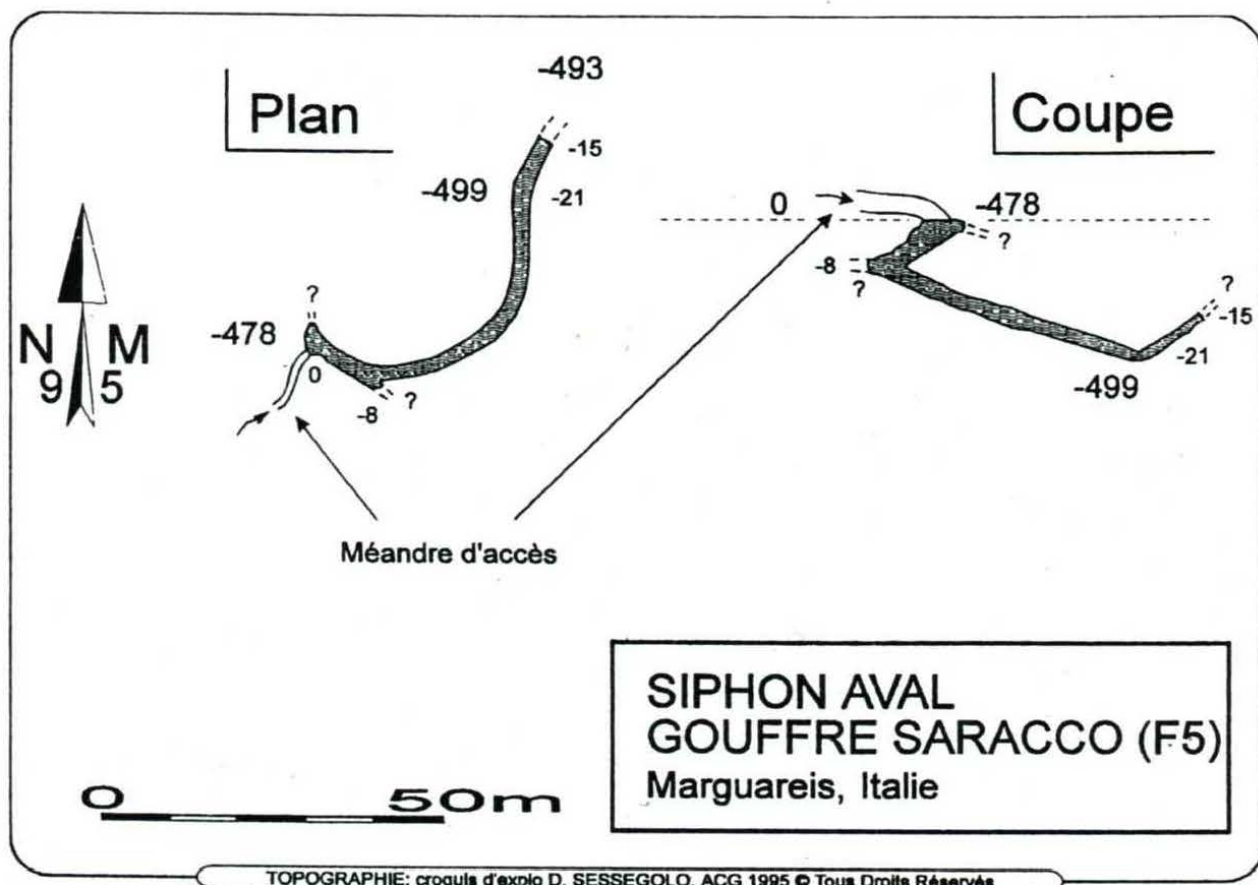 -493
Plan
Coupe
-15
-499
-21
0
-478
?
-8
?
?
-15
-21
-499
N M
9 5
?
-478
0
-8
?
Méandre d'accès
SIPHON AVAL
GOUFFRE SARACCO (F5)
Marguareis, Italie
0 50m
TOPOGRAPHIE: croquis d'explo D. SESSEGOLO, ACG 1995 © Tous Droits Réservés